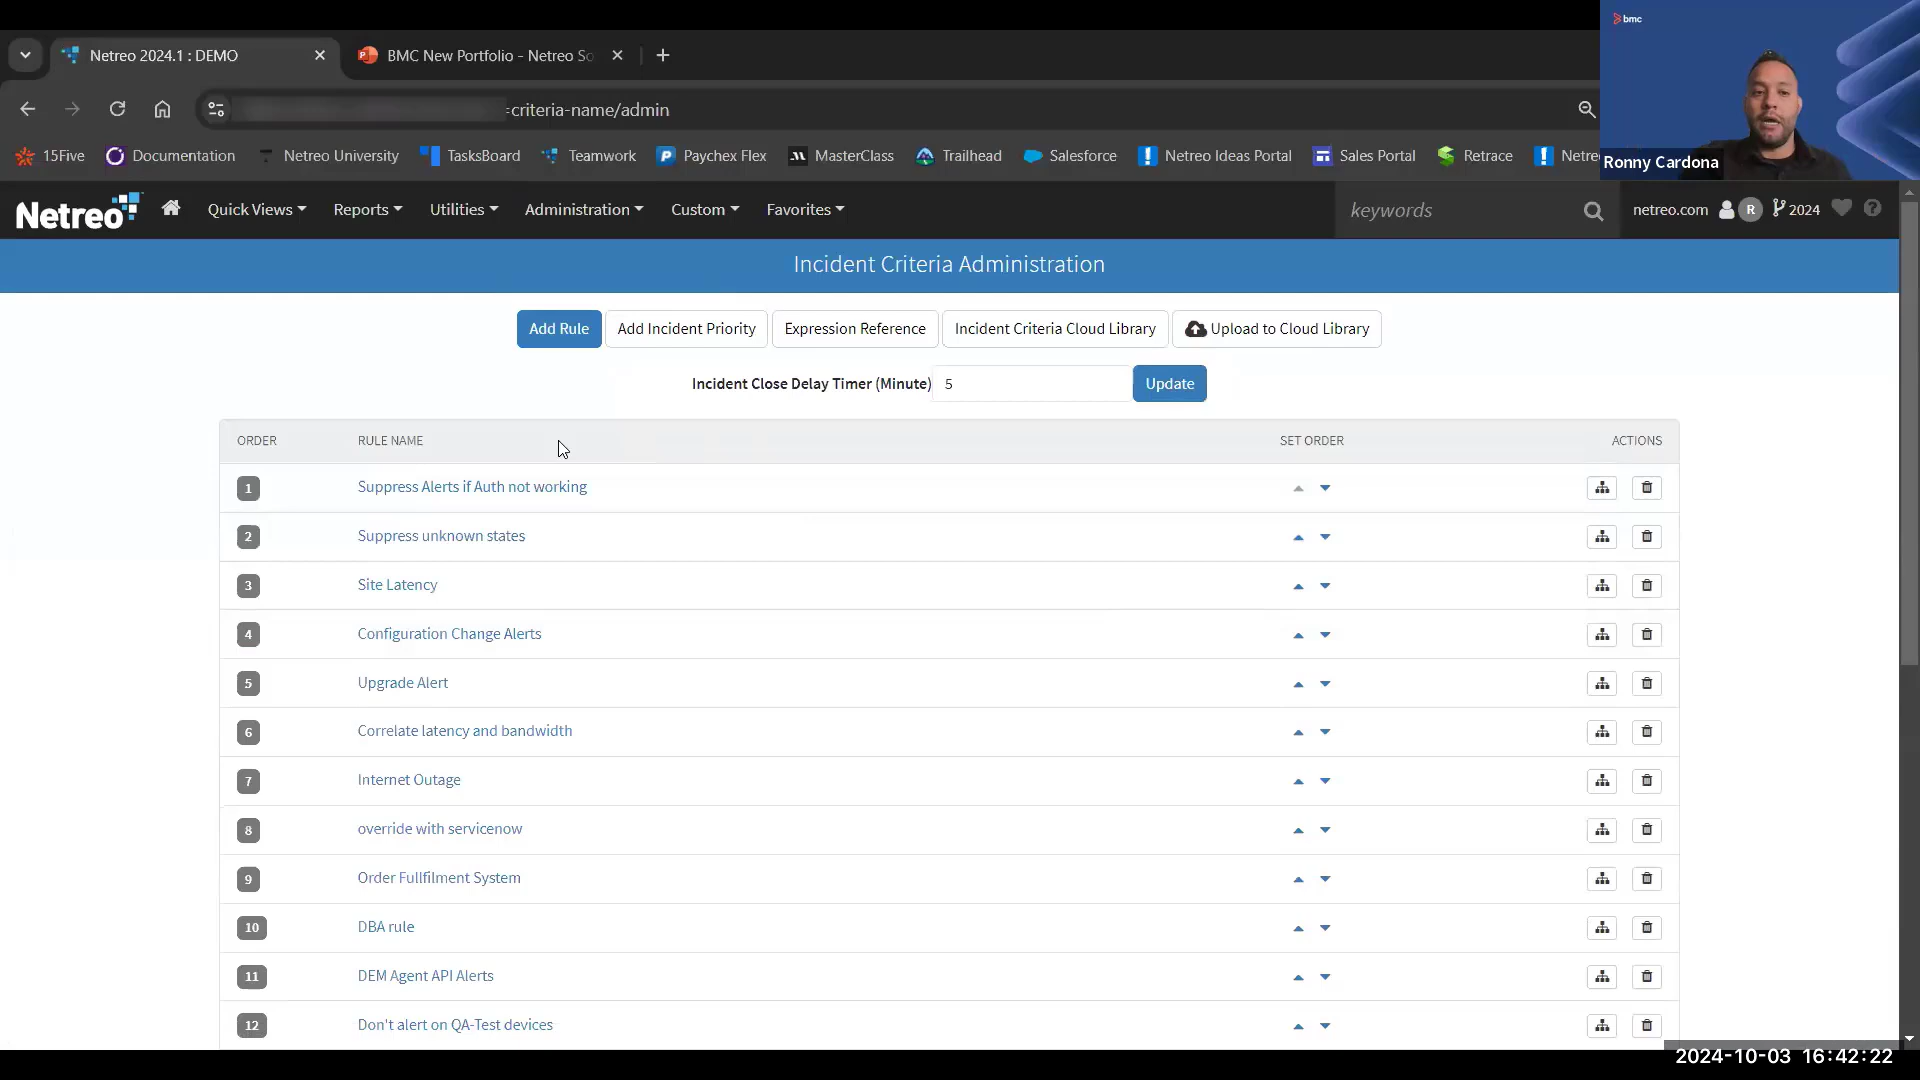 bmc
Netreo 2024.1 : DEMO
BMC New Portfolio - Netreo So
=criteria-name/admin
15Five
Documentation
Netreo University
TasksBoard
Teamwork
Paychex Flex
MasterClass
Trailhead
Salesforce
Netreo Ideas Portal
Sales Portal
Retrace
Netre
Ronny Cardona
Netreo
Quick Views
Reports
Utilities
Administration
Custom
Favorites
keywords
netreo.com
R
2024
Incident Criteria Administration
Add Rule
Add Incident Priority
Expression Reference
Incident Criteria Cloud Library
Upload to Cloud Library
Incident Close Delay Timer (Minute) 5 Update
ORDER RULE NAME SET ORDER ACTIONS
1 Suppress Alerts if Auth not working
2 Suppress unknown states
3 Site Latency
4 Configuration Change Alerts
5 Upgrade Alert
6 Correlate latency and bandwidth
7 Internet Outage
8 override with servicenow
9 Order Fullfilment System
10 DBA rule
11 DEM Agent API Alerts
12 Don't alert on QA-Test devices
2024-10-03 16:42:22